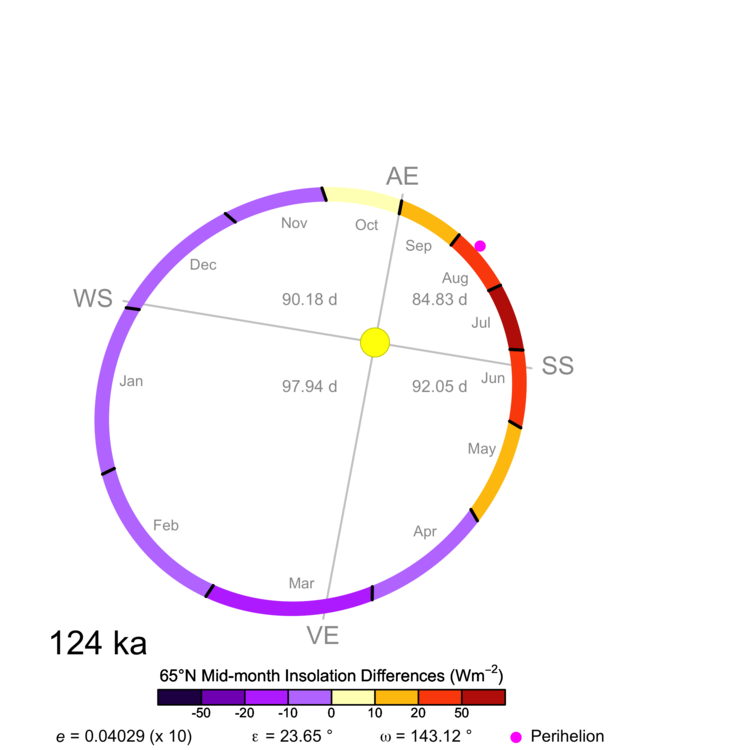 AE
Nov
Oct
Sep
Dec
Aug
WS
90.18 d
84.83 d
Jul
SS
Jan
97.94 d
92.05 d
Jun
May
Feb
Apr
Mar
VE
124 ka
65°N Mid-month Insolation Differences (Wm⁻²)
-50 -20 -10 0 10 20 50
e = 0.04029 (x 10) ε = 23.65 ° ω = 143.12 ° Perihelion